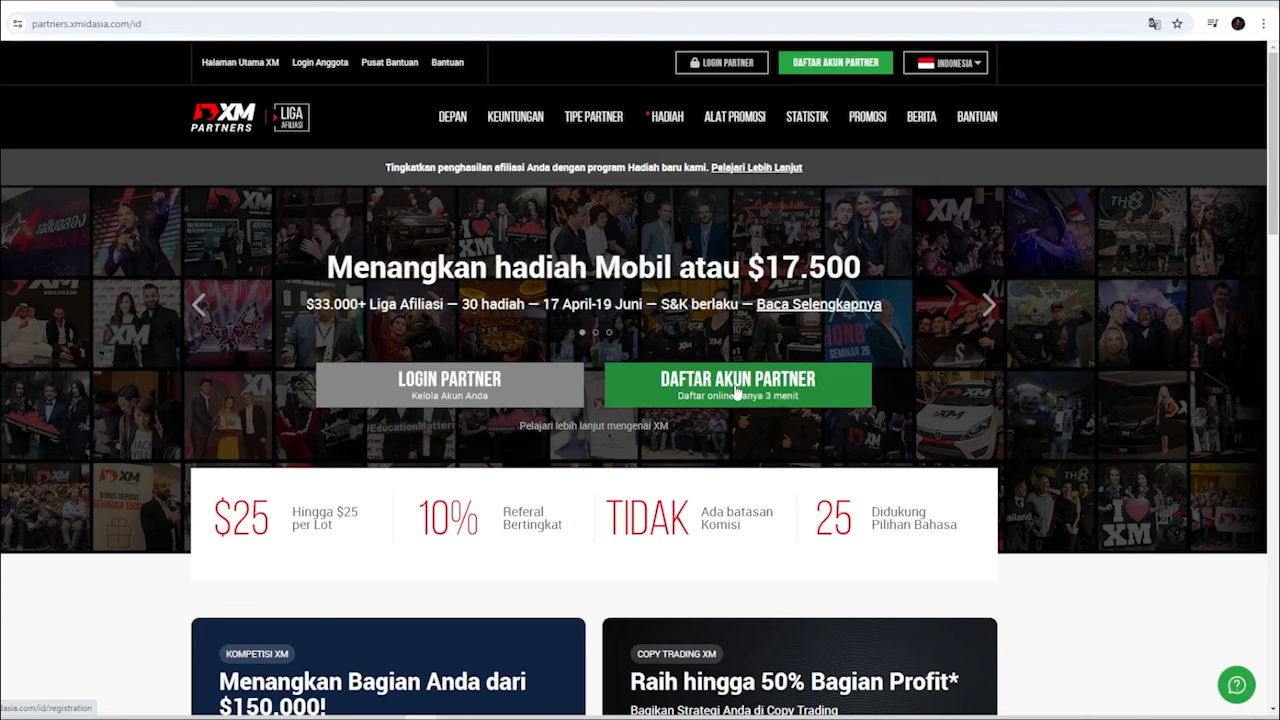 partners.xmidasia.com/id
Halaman Utama XM Login Anggota Pusat Bantuan Bantuan
LOGIN PARTNER DAFTAR AKUN PARTNER INDONESIA
XM PARTNERS LIGA AFILIASI
DEPAN KEUNTUNGAN TIPE PARTNER *HADIAH ALAT PROMOSI STATISTIK PROMOSI BERITA BANTUAN
Tingkatkan penghasilan afiliasi Anda dengan program Hadiah baru kami. Pelajari Lebih Lanjut
Menangkan hadiah Mobil atau $17.500
$33.000+ Liga Afiliasi — 30 hadiah — 17 April-19 Juni — S&K berlaku — Baca Selengkapnya
LOGIN PARTNER
Kelola Akun Anda
DAFTAR AKUN PARTNER
Daftar online hanya 3 menit
Pelajari lebih lanjut mengenai XM
$25 Hingga $25 per Lot
10% Referal Bertingkat
TIDAK Ada batasan Komisi
25 Didukung Pilihan Bahasa
KOMPETISI XM
Menangkan Bagian Anda dari
$150.000!
COPY TRADING XM
Raih hingga 50% Bagian Profit*
Bagikan Strategi Anda di Copy Trading
dasia.com/id/registration